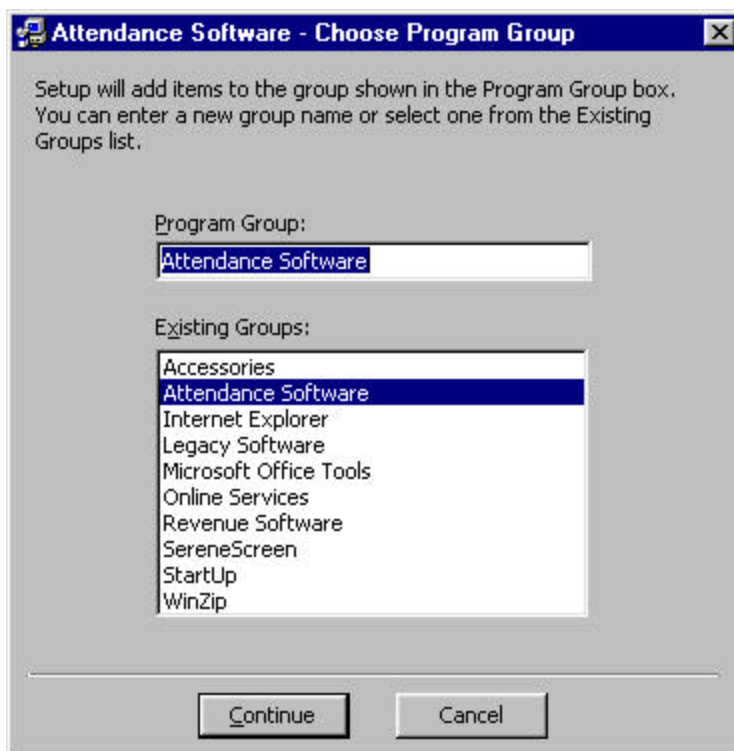 Attendance Software - Choose Program Group
Setup will add items to the group shown in the Program Group box.
You can enter a new group name or select one from the Existing
Groups list.
Program Group:
Attendance Software
Existing Groups:
Accessories
Attendance Software
Internet Explorer
Legacy Software
Microsoft Office Tools
Online Services
Revenue Software
SereneScreen
StartUp
WinZip
Continue
Cancel